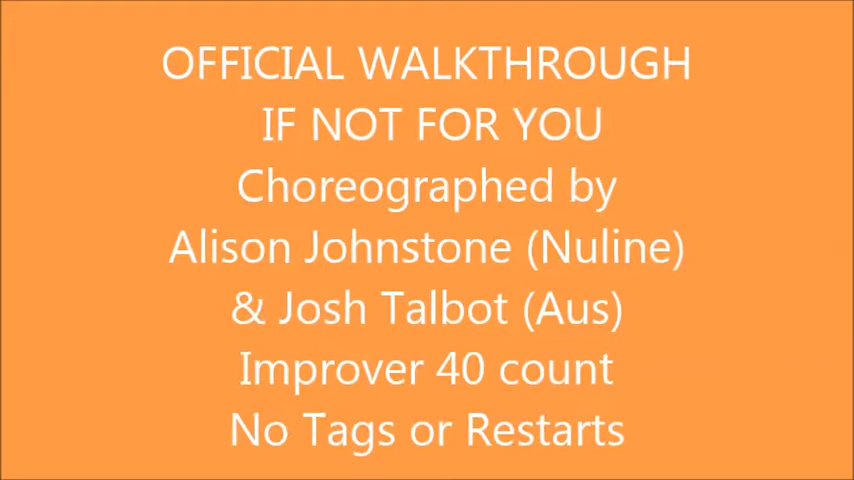 OFFICIAL WALKTHROUGH
IF NOT FOR YOU
Choreographed by
Alison Johnstone (Nuline)
& Josh Talbot (Aus)
Improver 40 count
No Tags or Restarts